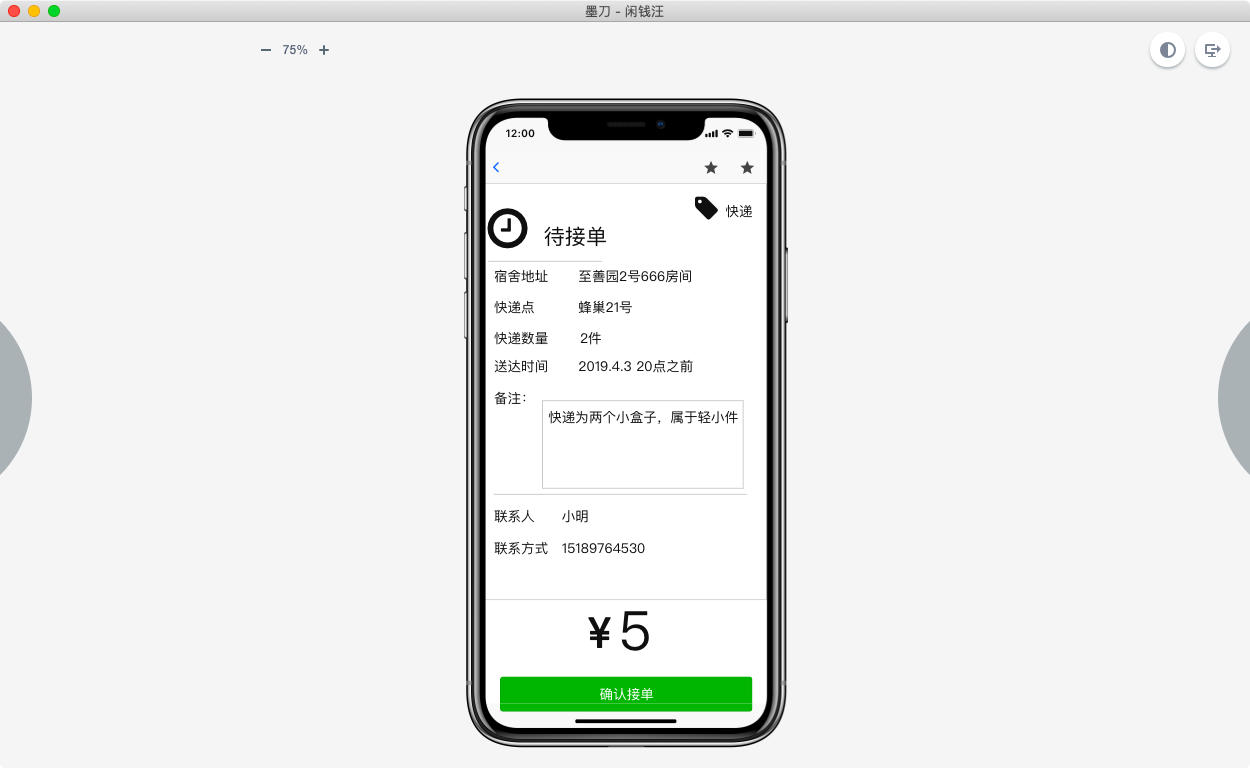 墨刀 - 闲钱汪
75%
12:00
快递
待接单
宿舍地址 至善园2号666房间
快递点 蜂巢21号
快递数量 2件
送达时间 2019.4.3 20点之前
备注：
快递为两个小盒子，属于轻小件
联系人 小明
联系方式 15189764530
¥5
确认接单